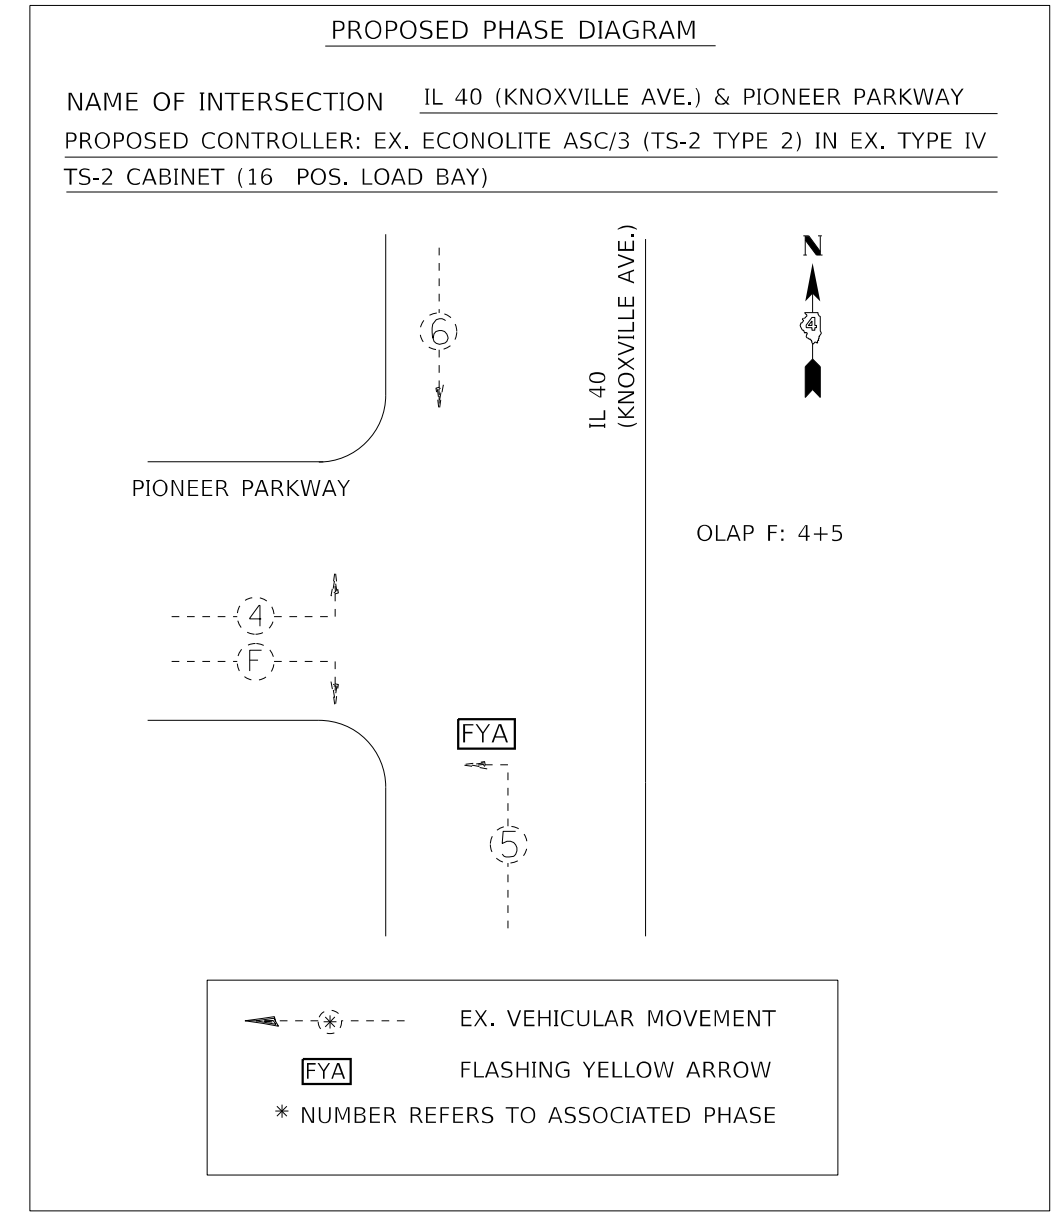 PROPOSED PHASE DIAGRAM
NAME OF INTERSECTION IL 40 (KNOXVILLE AVE.) & PIONEER PARKWAY
PROPOSED CONTROLLER: EX. ECONOLITE ASC/3 (TS-2 TYPE 2) IN EX. TYPE IV
TS-2 CABINET (16 POS. LOAD BAY)
N
4
6
IL 40
(KNOXVILLE AVE.)
PIONEER PARKWAY
OLAP F: 4+5
4
F
FYA
5
EX. VEHICULAR MOVEMENT
FYA FLASHING YELLOW ARROW
* NUMBER REFERS TO ASSOCIATED PHASE